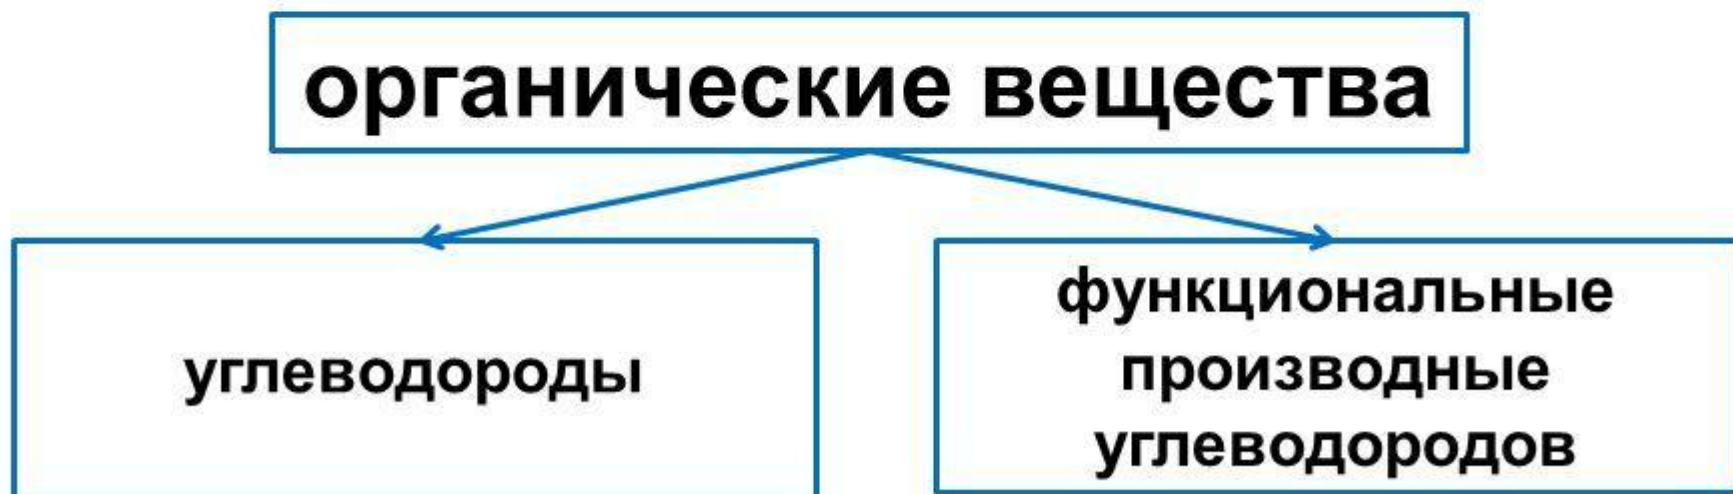 органические вещества
углеводороды
функциональные
производные
углеводородов